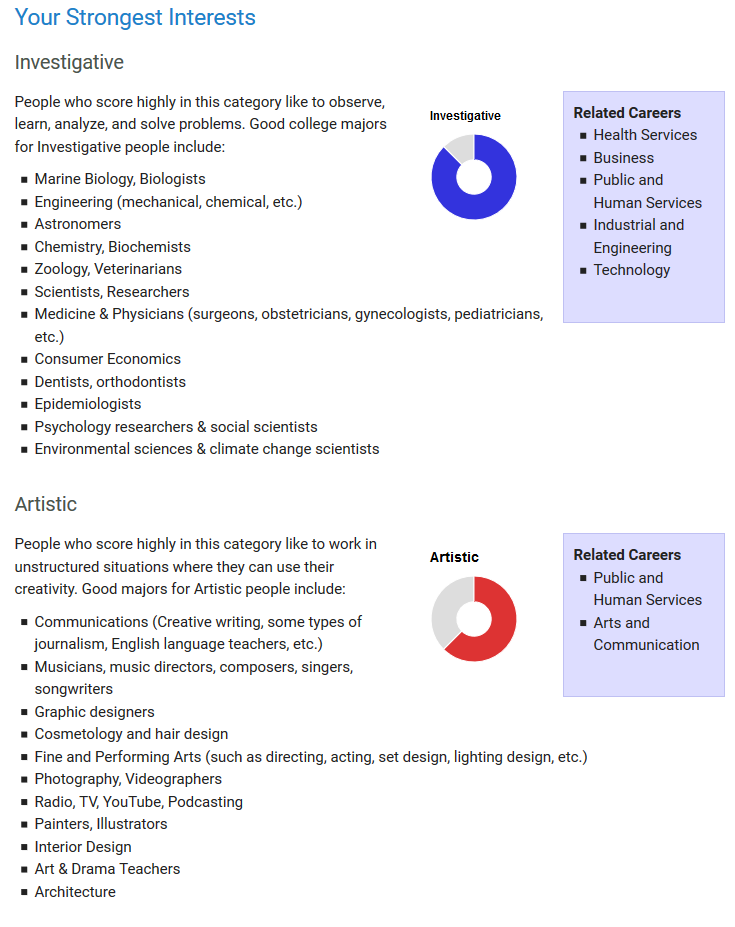 Your Strongest Interests
Investigative
People who score highly in this category like to observe,
learn, analyze, and solve problems. Good college majors
for Investigative people include:
Marine Biology, Biologists
Engineering (mechanical, chemical, etc.)
Astronomers
Chemistry, Biochemists
Zoology, Veterinarians
Scientists, Researchers
Medicine & Physicians (surgeons, obstetricians, gynecologists, pediatricians,
etc.)
Consumer Economics
Dentists, orthodontists
Epidemiologists
Psychology researchers & social scientists
Environmental sciences & climate change scientists
Investigative
Related Careers
Health Services
Business
Public and
Human Services
Industrial and
Engineering
Technology
Artistic
People who score highly in this category like to work in
unstructured situations where they can use their
creativity. Good majors for Artistic people include:
Communications (Creative writing, some types of
journalism, English language teachers, etc.)
Musicians, music directors, composers, singers,
songwriters
Graphic designers
Cosmetology and hair design
Fine and Performing Arts (such as directing, acting, set design, lighting design, etc.)
Photography, Videographers
Radio, TV, YouTube, Podcasting
Painters, Illustrators
Interior Design
Art & Drama Teachers
Architecture
Artistic
Related Careers
Public and
Human Services
Arts and
Communication